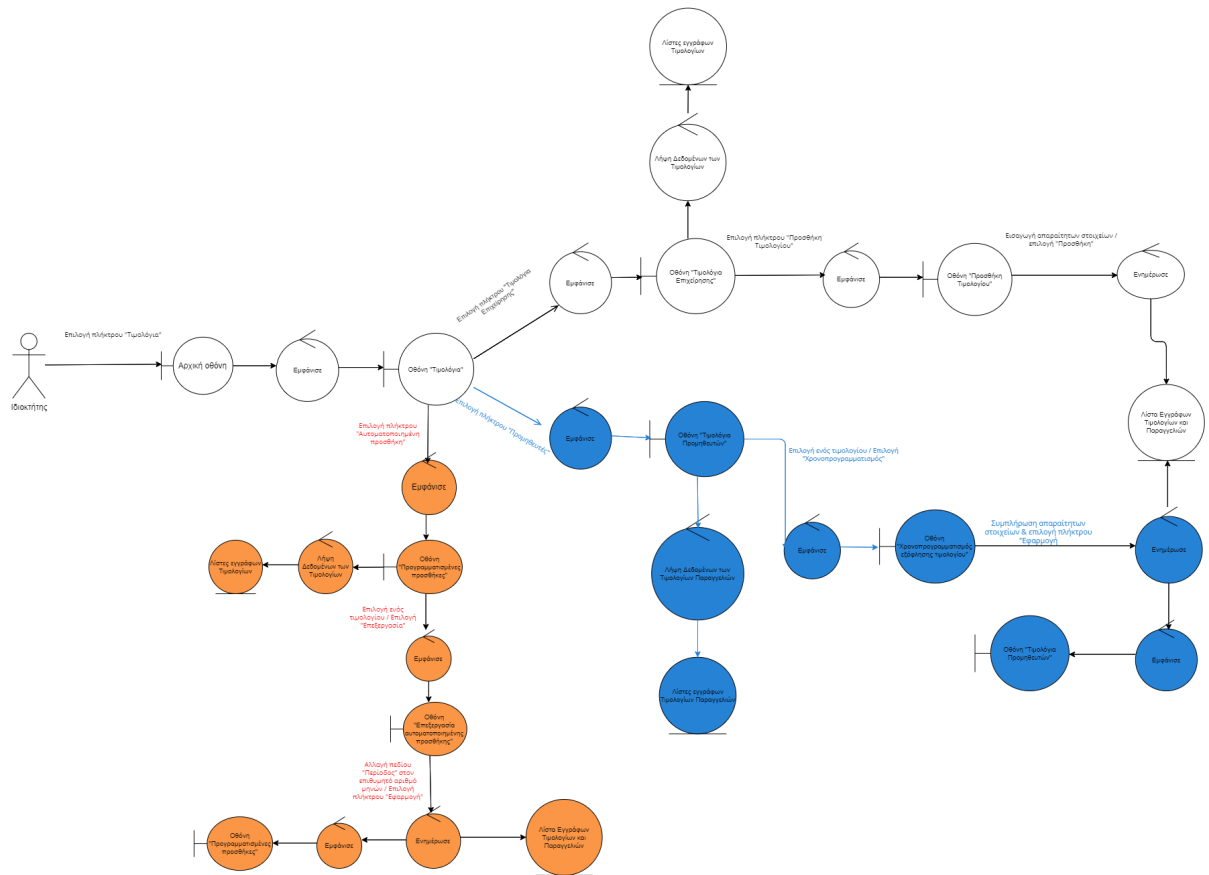 Λίστες εγγράφων
Τιμολογίων
Λήψη Δεδομένων των
Τιμολογίων
Επιλογή πλήκτρου "Προσθήκη
Τιμολογίου"
Εισαγωγή απαραίτητων στοιχείων /
επιλογή "Προσθήκη"
Επιλογή πλήκτρου "Τιμολόγια
Επιχείρησης"
Εμφάνισε
Οθόνη "Τιμολόγια
Επιχείρησης"
Εμφάνισε
Οθόνη "Προσθήκη
Τιμολογίου"
Ενημέρωσε
Επιλογή πλήκτρου "Τιμολόγια"
Ιδιοκτήτης
Αρχική οθόνη
Εμφάνισε
Οθόνη "Τιμολόγια"
Λίστα Εγγράφων
Τιμολογίων και
Παραγγελιών
Επιλογή πλήκτρου "Προμηθευτές"
Εμφάνισε
Οθόνη "Τιμολόγια
Προμηθευτών"
Επιλογή ενός τιμολογίου / Επιλογή
"Χρονοπρογραμματισμός"
Εμφάνισε
Οθόνη
"Χρονοπρογραμματισμός
εξόφλησης τιμολογίου"
Συμπλήρωση απαραίτητων
στοιχείων & επιλογή πλήκτρου
"Εφαρμογή
Ενημέρωσε
Εμφάνισε
Οθόνη "Τιμολόγια
Προμηθευτών"
Λήψη Δεδομένων των
Τιμολογίων Παραγγελιών
Λίστες εγγράφων
Τιμολογίων Παραγγελιών
Επιλογή πλήκτρου
"Αυτοματοποιημένη
προσθήκη"
Εμφάνισε
Οθόνη
"Προγραμματισμένες
προσθήκες"
Λήψη
Δεδομένων των
Τιμολογίων
Λίστες εγγράφων
Τιμολογίων
Επιλογή ενός
τιμολογίου / Επιλογή
"Επεξεργασία"
Εμφάνισε
Οθόνη
"Επεξεργασία
αυτοματοποιημένης
προσθήκης"
Αλλαγή πεδίου
"Περίοδος" στον
επιθυμητό αριθμό
μηνών / Επιλογή
πλήκτρου "Εφαρμογή"
Ενημέρωσε
Εμφάνισε
Οθόνη
"Προγραμματισμένες
προσθήκες"
Λίστα Εγγράφων
Τιμολογίων και
Παραγγελιών